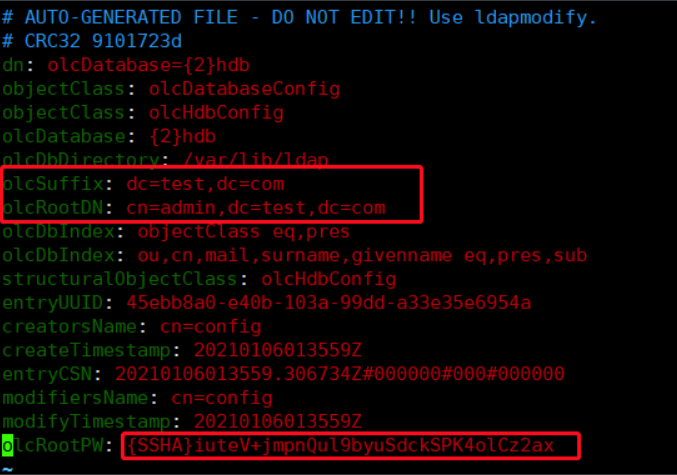 # AUTO-GENERATED FILE - DO NOT EDIT!! Use ldapmodify.
# CRC32 9101723d
dn: olcDatabase={2}hdb
objectClass: olcDatabaseConfig
objectClass: olcHdbConfig
olcDatabase: {2}hdb
olcDbDirectory: /var/lib/ldap
olcSuffix: dc=test,dc=com
olcRootDN: cn=admin,dc=test,dc=com
olcDbIndex: objectClass eq,pres
olcDbIndex: ou,cn,mail,surname,givenname eq,pres,sub
structuralObjectClass: olcHdbConfig
entryUUID: 45ebb8a0-e40b-103a-99dd-a33e35e6954a
creatorsName: cn=config
createTimestamp: 20210106013559Z
entryCSN: 20210106013559.306734Z#000000#000#000000
modifiersName: cn=config
modifyTimestamp: 20210106013559Z
olcRootPW: {SSHA}iuteV+jmpnQul9byuSdckSPK4olCz2ax
~